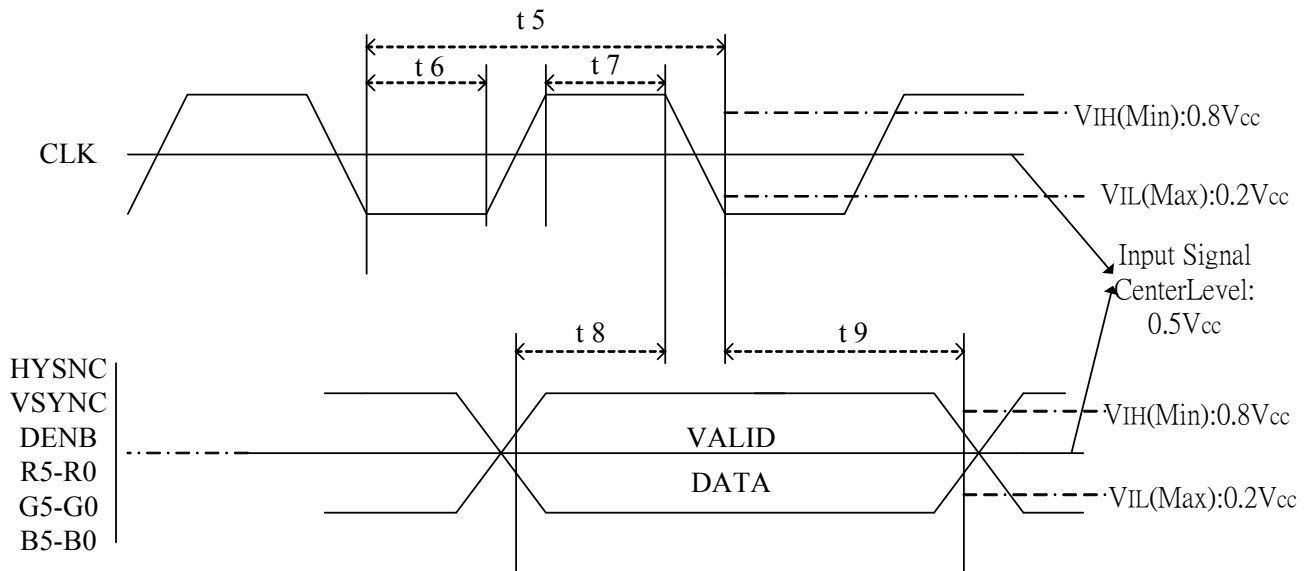 t 5
t 6
t 7
VIH(Min):0.8Vcc
CLK
VIL(Max):0.2Vcc
Input Signal
CenterLevel:
0.5Vcc
t 8
t 9
HYSNC
VSYNC
DENB
R5-R0
G5-G0
B5-B0
VALID
DATA
VIH(Min):0.8Vcc
VIL(Max):0.2Vcc